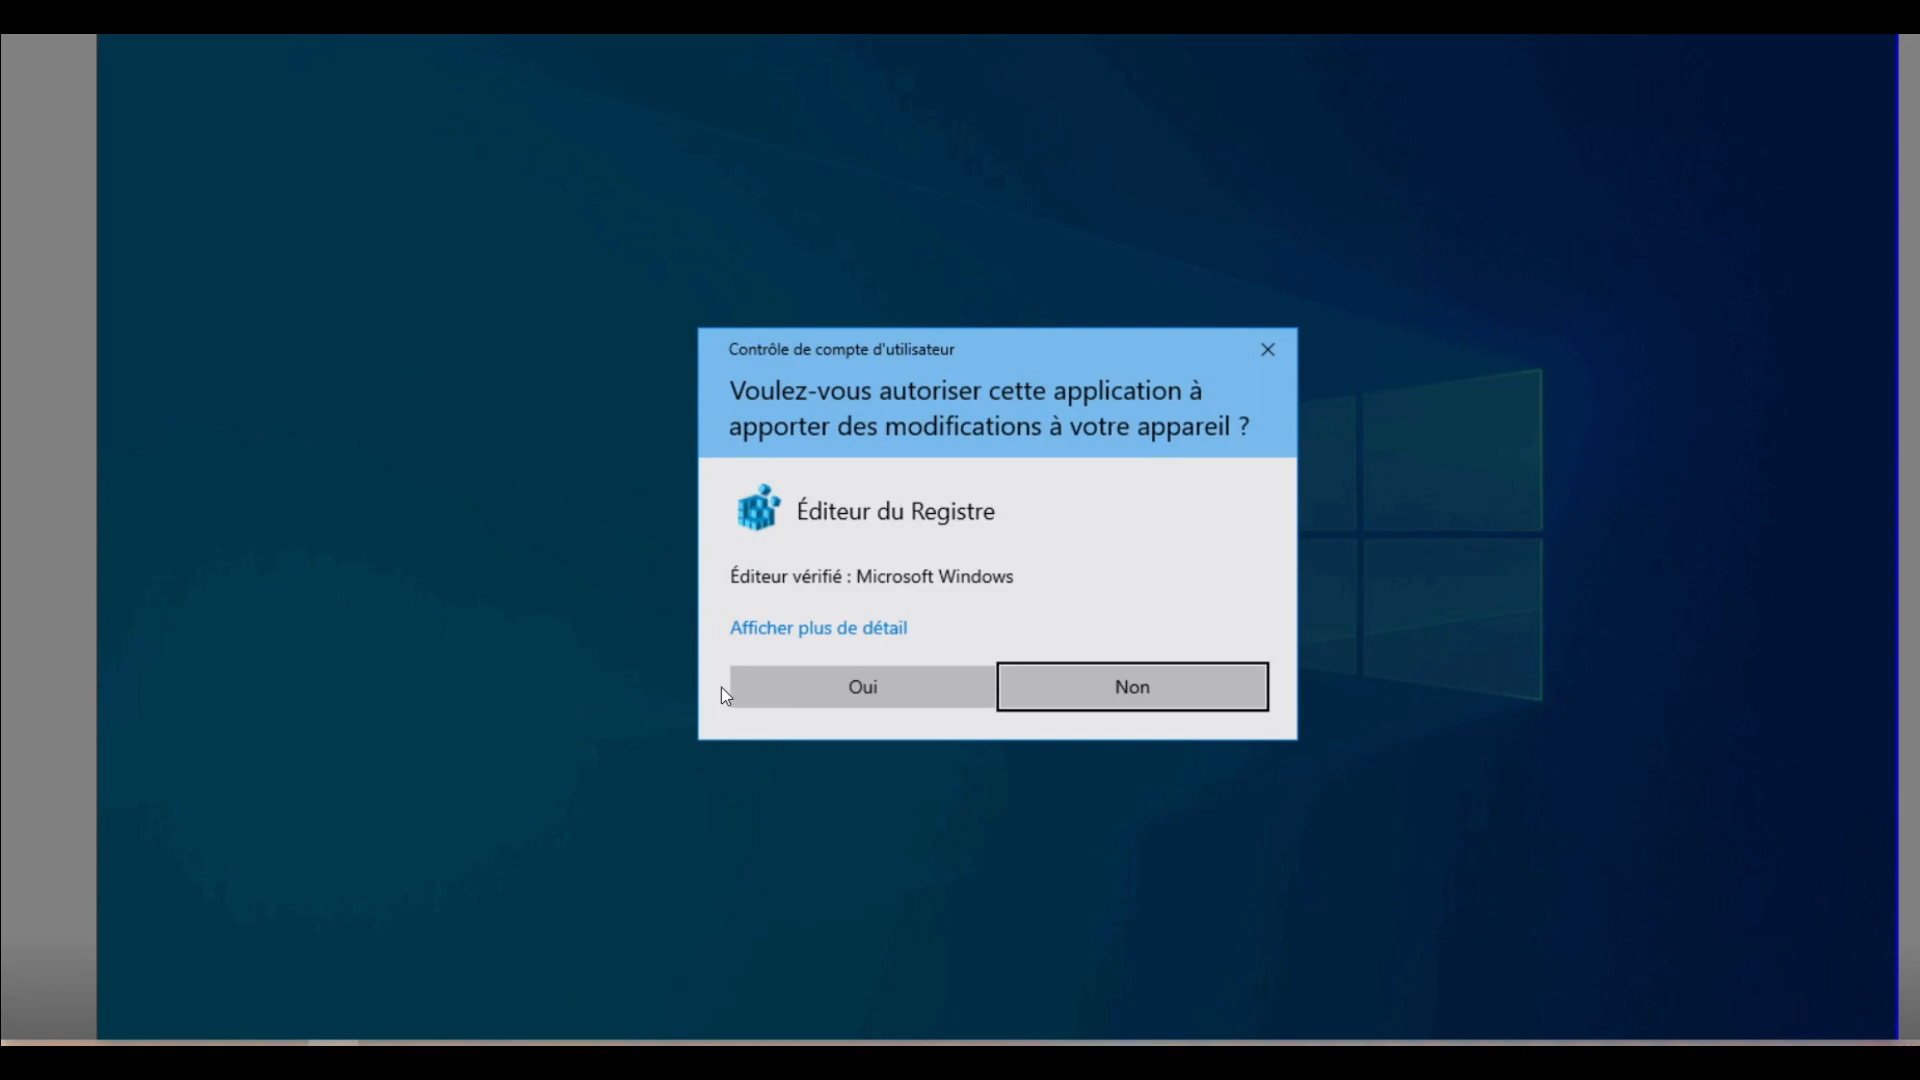 Contrôle de compte d'utilisateur
Voulez-vous autoriser cette application à
apporter des modifications à votre appareil ?
Éditeur du Registre
Éditeur vérifié : Microsoft Windows
Afficher plus de détail
Oui
Non